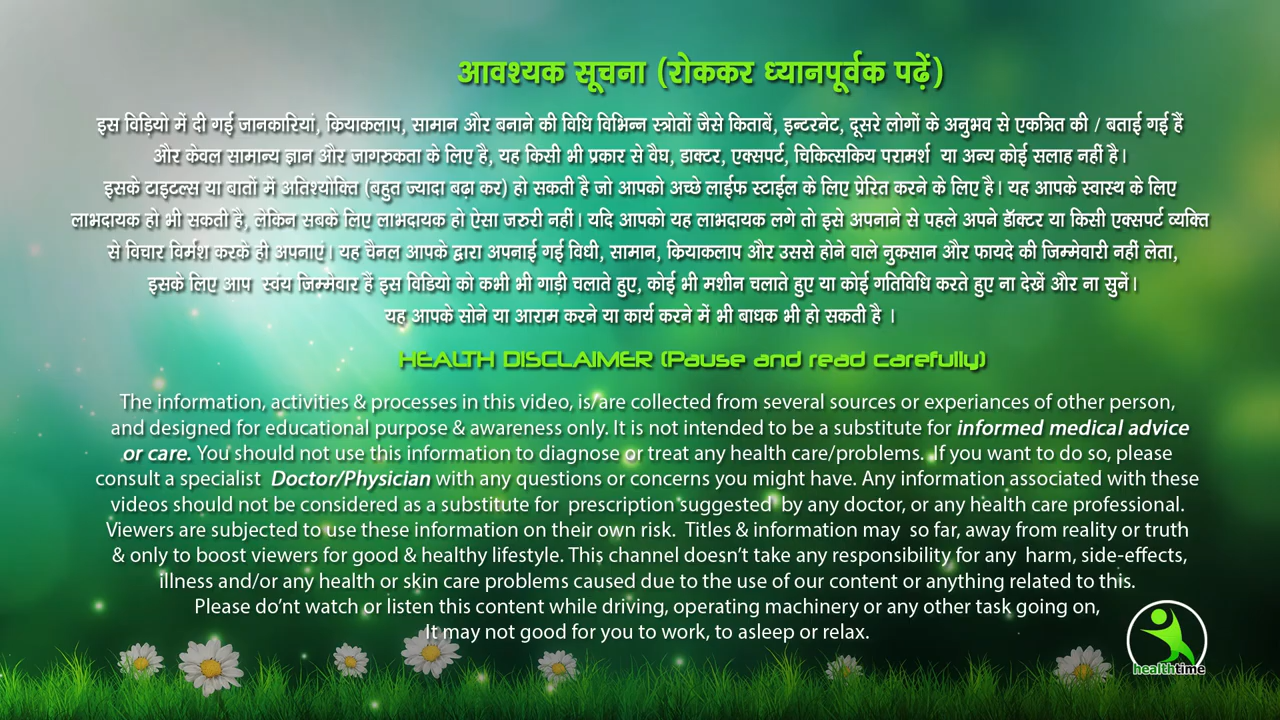 आवश्यक सूचना (रोककर ध्यानपूर्वक पढ़ें)
इस विड़ियो में दी गई जानकारियां, क्रियाकलाप, सामान और बनाने की विधि विभिन्न स्त्रोतों जैसे किताबें, इन्टरनेट, दूसरे लोगों के अनुभव से एकत्रित की / बताई गई हैं
और केवल सामान्य ज्ञान और जागरुकता के लिए है, यह किसी भी प्रकार से वैघ, डाक्टर, एक्सपर्ट, चिकित्सकिय परामर्श या अन्य कोई सलाह नहीं है।
इसके टाइटल्स या बातों में अतिश्योक्ति (बहुत ज्यादा बढ़ा कर) हो सकती है जो आपको अच्छे लाईफ स्टाईल के लिए प्रेरित करने के लिए है। यह आपके स्वास्थ के लिए
लाभदायक हो भी सकती है, लेकिन सबके लिए लाभदायक हो ऐसा जरुरी नहीं। यदि आपको यह लाभदायक लगे तो इसे अपनाने से पहले अपने डॉक्टर या किसी एक्सपर्ट व्यक्ति
से विचार विर्मश करके ही अपनाएं। यह चैनल आपके द्वारा अपनाई गई विधी, सामान, क्रियाकलाप और उससे होने वाले नुकसान और फायदे की जिम्मेवारी नहीं लेता,
इसके लिए आप स्वंय जिम्मेवार हैं इस विडियो को कभी भी गाड़ी चलाते हुए, कोई भी मशीन चलाते हुए या कोई गतिविधि करते हुए ना देखें और ना सुनें।
यह आपके सोने या आराम करने या कार्य करने में भी बाधक भी हो सकती है ।
HEALTH DISCLAIMER (Pause and read carefully)
The information, activities & processes in this video, is/are collected from several sources or experiances of other person,
and designed for educational purpose & awareness only. It is not intended to be a substitute for informed medical advice
or care. You should not use this information to diagnose or treat any health care/problems. If you want to do so, please
consult a specialist Doctor/Physician with any questions or concerns you might have. Any information associated with these
videos should not be considered as a substitute for prescription suggested by any doctor, or any health care professional.
Viewers are subjected to use these information on their own risk. Titles & information may so far, away from reality or truth
& only to boost viewers for good & healthy lifestyle. This channel doesn't take any responsibility for any harm, side-effects,
illness and/or any health or skin care problems caused due to the use of our content or anything related to this.
Please do'nt watch or listen this content while driving, operating machinery or any other task going on,
It may not good for you to work, to asleep or relax.
healthtime